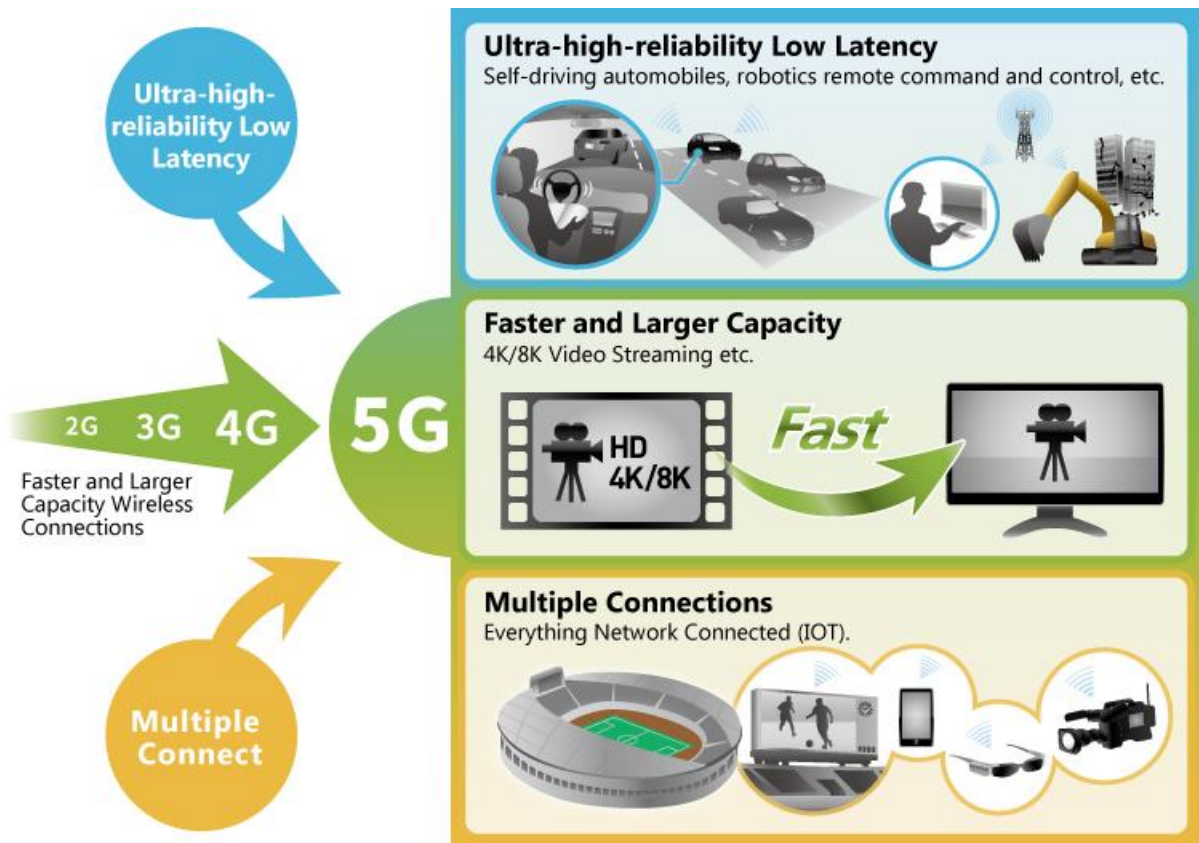 Ultra-high-
reliability Low
Latency
2G 3G 4G 5G
Faster and Larger
Capacity Wireless
Connections
Multiple
Connect
Ultra-high-reliability Low Latency
Self-driving automobiles, robotics remote command and control, etc.
Faster and Larger Capacity
4K/8K Video Streaming etc.
HD
4K/8K
Fast
Multiple Connections
Everything Network Connected (IOT).